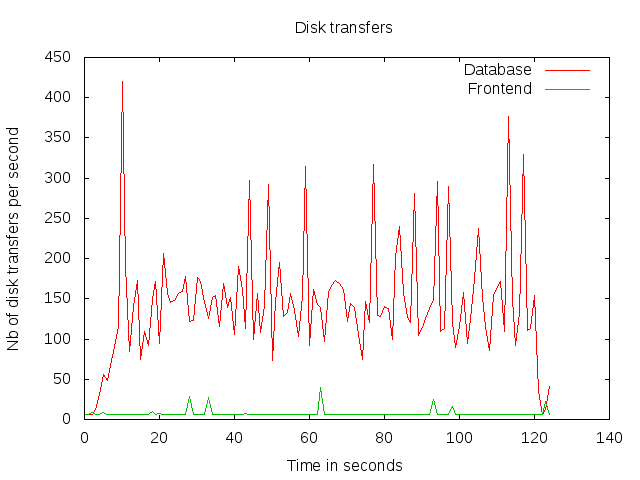 Disk transfers
Database
Frontend
Nb of disk transfers per second
450
400
350
300
250
200
150
100
50
0
0 20 40 60 80 100 120 140
Time in seconds